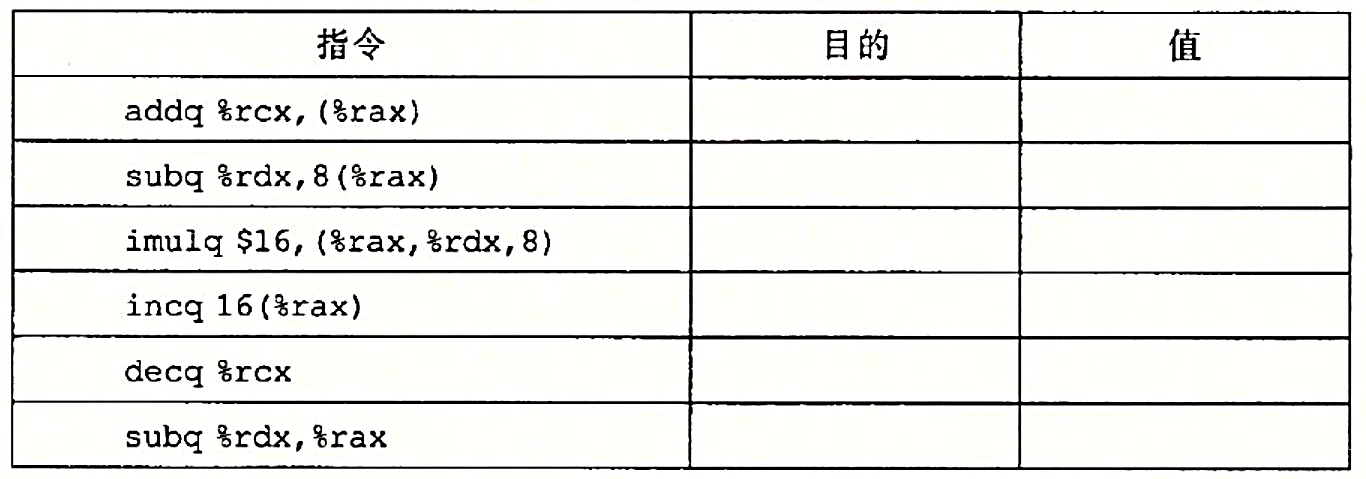 指令 目的 值
addq %rcx,(%rax)
subq %rdx,8(%rax)
imulq $16,(%rax,%rdx,8)
incq 16(%rax)
decq %rcx
subq %rdx,%rax